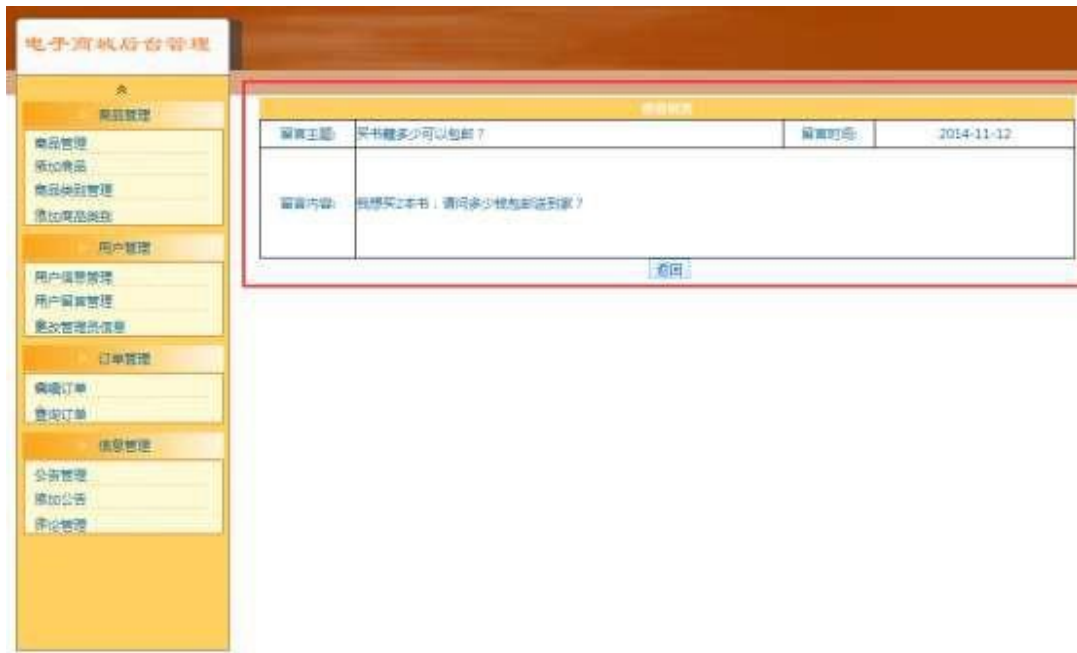 电子商城后台管理
商品管理
商品管理
添加商品
商品类别管理
添加商品类别
用户管理
用户信息管理
用户留言管理
更改管理员信息
订单管理
编辑订单
查询订单
信息管理
公告管理
添加公告
评论管理
留言主题: 买书籍多少可以包邮？ 留言时间: 2014-11-12
留言内容: 我想买2本书，请问多少钱包邮送到家？
返回